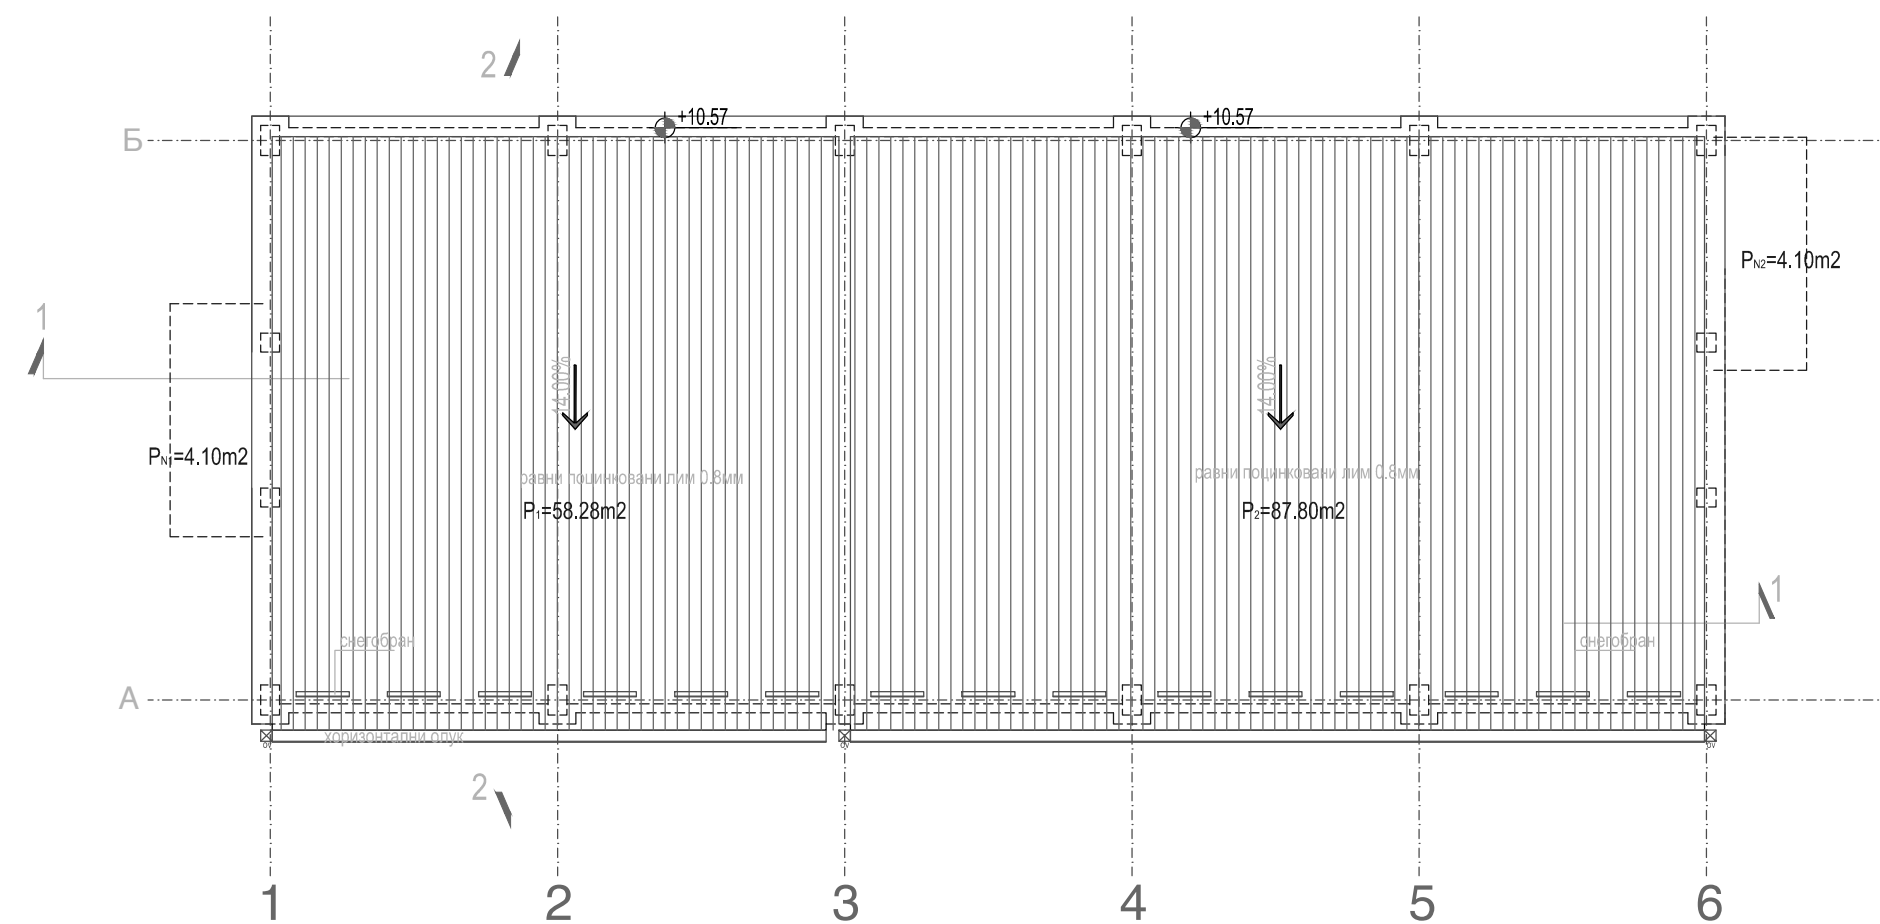 2
+10.57
+10.57
Б
PN2=4.10m2
1
14.00%
14.00%
PN1=4.10m2
равни поцинковани лим 0.8мм
равни поцинковани лим 0.8мм
P1=58.28m2
P2=87.80m2
1
снегобран
снегобран
А
хоризонтални олук
2
1
2
3
4
5
6